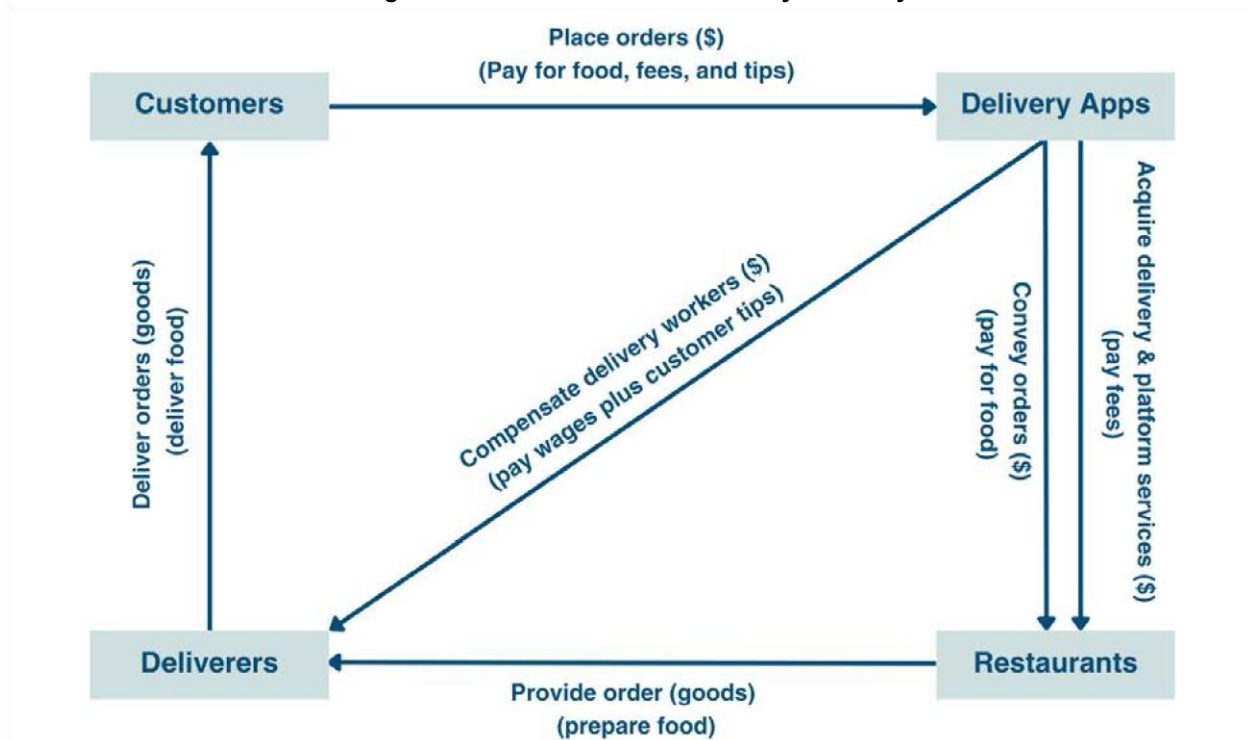 Place orders ($)
(Pay for food, fees, and tips)
Customers
Delivery Apps
Acquire delivery & platform services ($)
(pay fees)
Convey orders ($)
(pay for food)
Compensate delivery workers ($)
(pay wages plus customer tips)
Deliver orders (goods)
(deliver food)
Deliverers
Restaurants
Provide order (goods)
(prepare food)